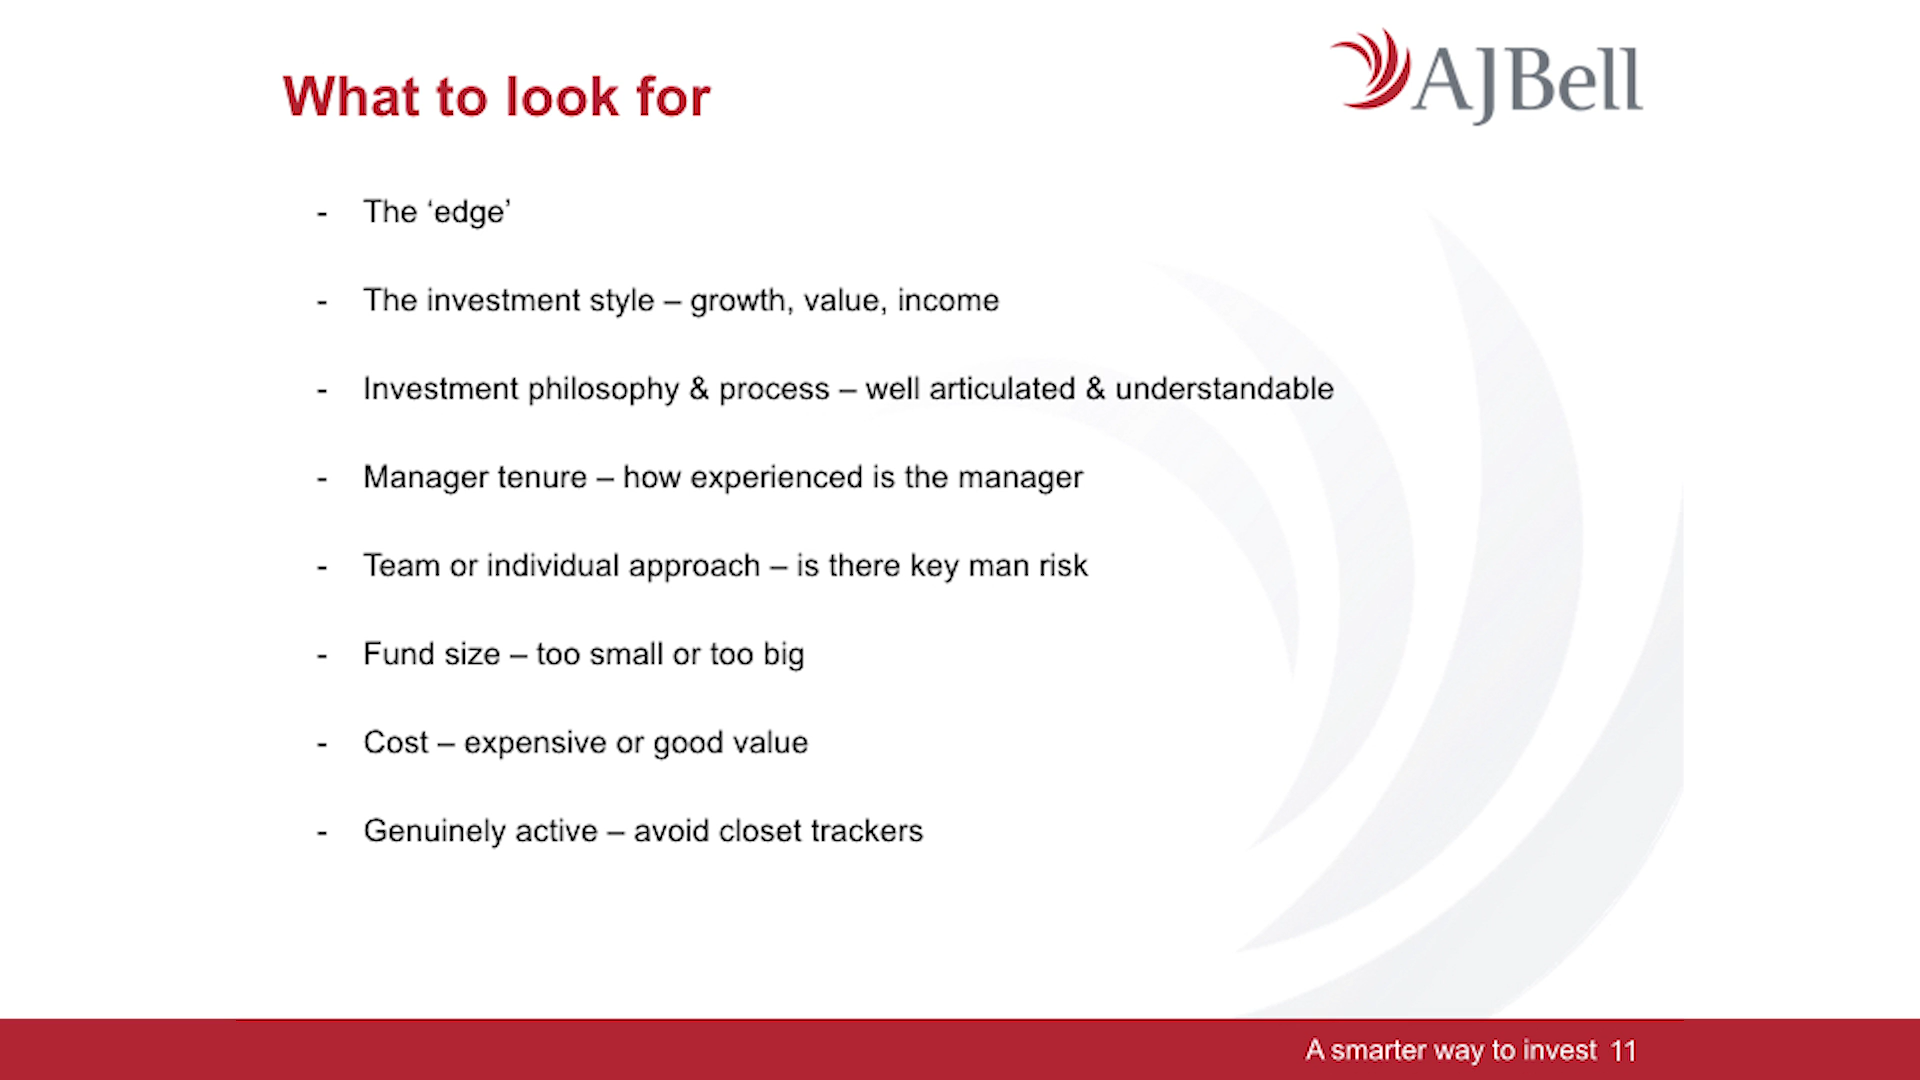 What to look for
AJBell
- The ‘edge’
- The investment style – growth, value, income
- Investment philosophy & process – well articulated & understandable
- Manager tenure – how experienced is the manager
- Team or individual approach – is there key man risk
- Fund size – too small or too big
- Cost – expensive or good value
- Genuinely active – avoid closet trackers
A smarter way to invest 11